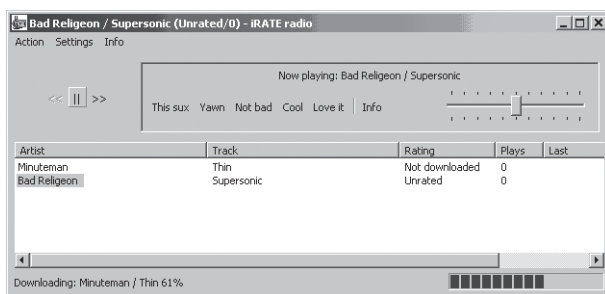 Bad Religeon / Supersonic (Unrated/0) - iRATE radio
Action Settings Info
Now playing: Bad Religeon / Supersonic
<< || >>
This sux Yawn Not bad Cool Love it Info
Artist Track Rating Plays Last
Minuteman Thin Not downloaded 0
Bad Religeon Supersonic Unrated 0
Downloading: Minuteman / Thin 61%